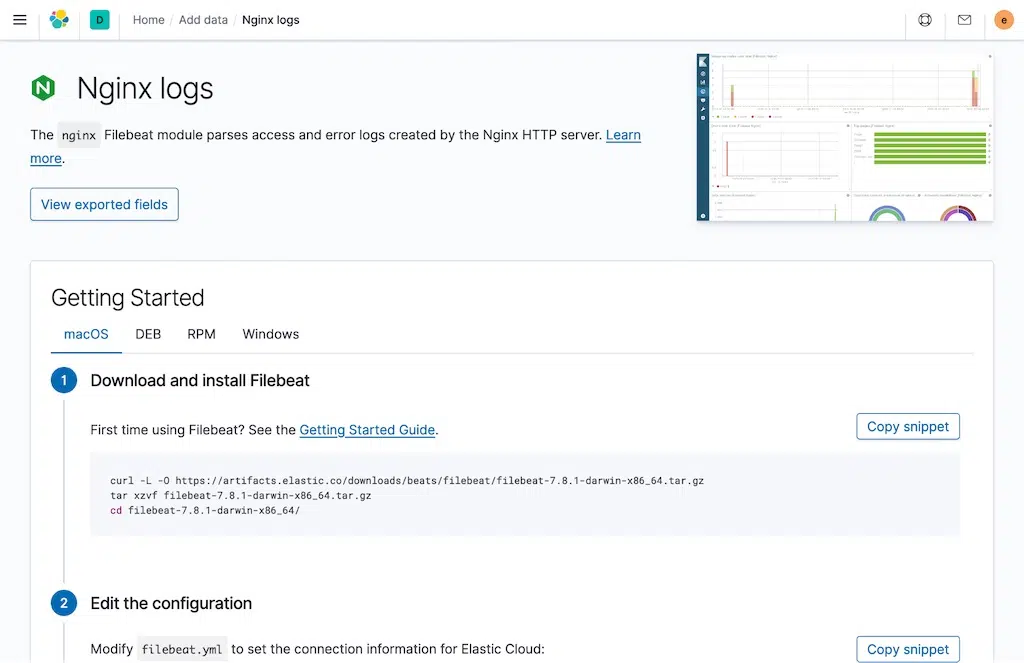 D
Home / Add data / Nginx logs
e
N
Nginx logs
The nginx Filebeat module parses access and error logs created by the Nginx HTTP server. Learn
more.
View exported fields
Getting Started
macOS DEB RPM Windows
1 Download and install Filebeat
First time using Filebeat? See the Getting Started Guide.
Copy snippet
curl -L -O https://artifacts.elastic.co/downloads/beats/filebeat/filebeat-7.8.1-darwin-x86_64.tar.gz
tar xzvf filebeat-7.8.1-darwin-x86_64.tar.gz
cd filebeat-7.8.1-darwin-x86_64/
2 Edit the configuration
Modify filebeat.yml to set the connection information for Elastic Cloud:
Copy snippet